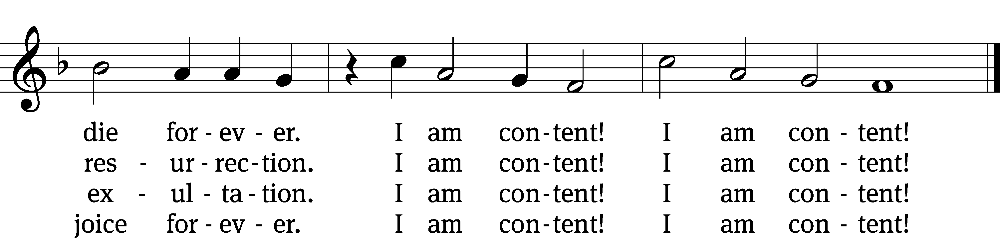 die for - ev - er. I am con - tent! I am con - tent!
res - ur - rec - tion. I am con - tent! I am con - tent!
ex - ul - ta - tion. I am con - tent! I am con - tent!
joice for - ev - er. I am con - tent! I am con - tent!